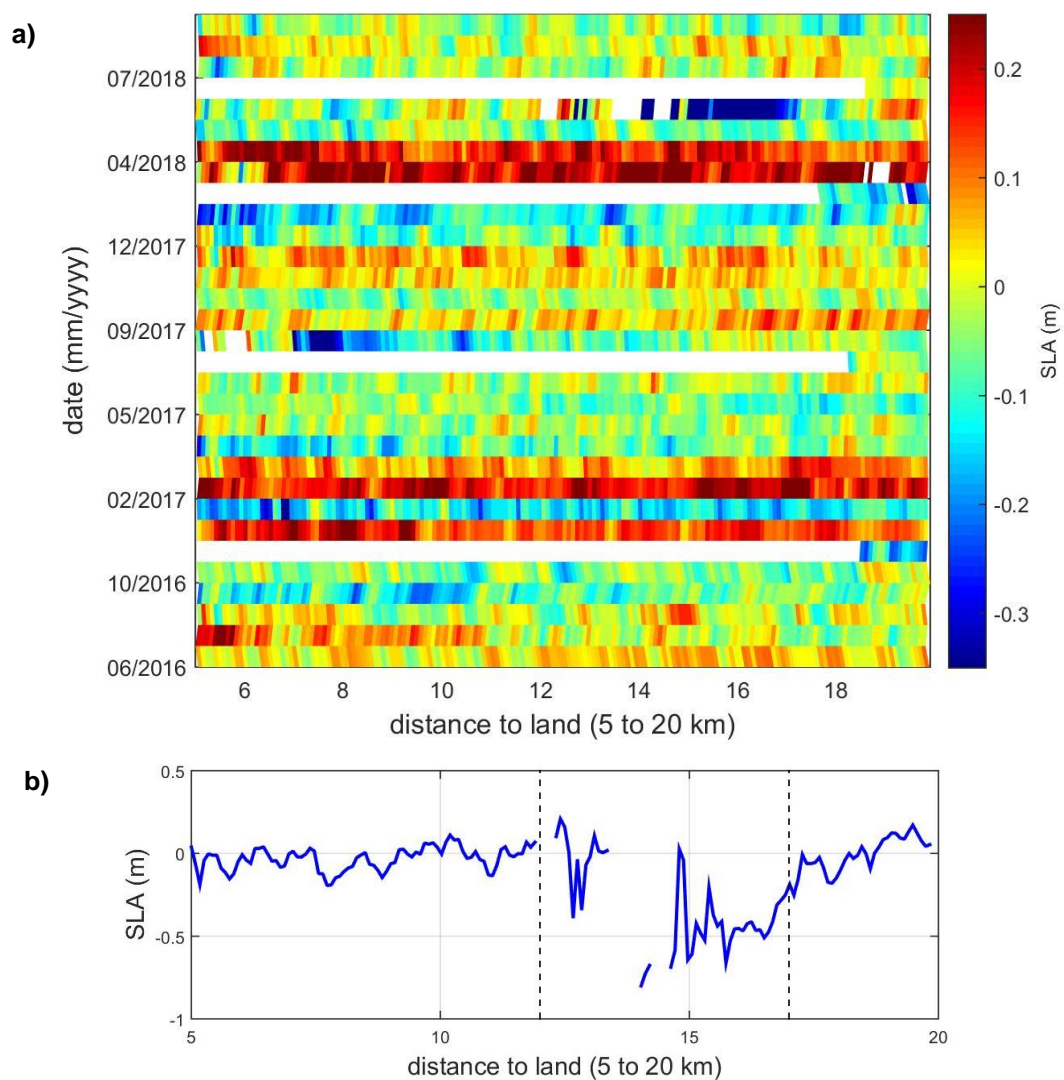 a)
07/2018
04/2018
12/2017
09/2017
05/2017
02/2017
10/2016
06/2016
date (mm/yyyy)
6 8 10 12 14 16 18
distance to land (5 to 20 km)
0.2
0.1
0
-0.1
-0.2
-0.3
SLA (m)
b)
0.5
0
-0.5
-1
SLA (m)
5 10 15 20
distance to land (5 to 20 km)